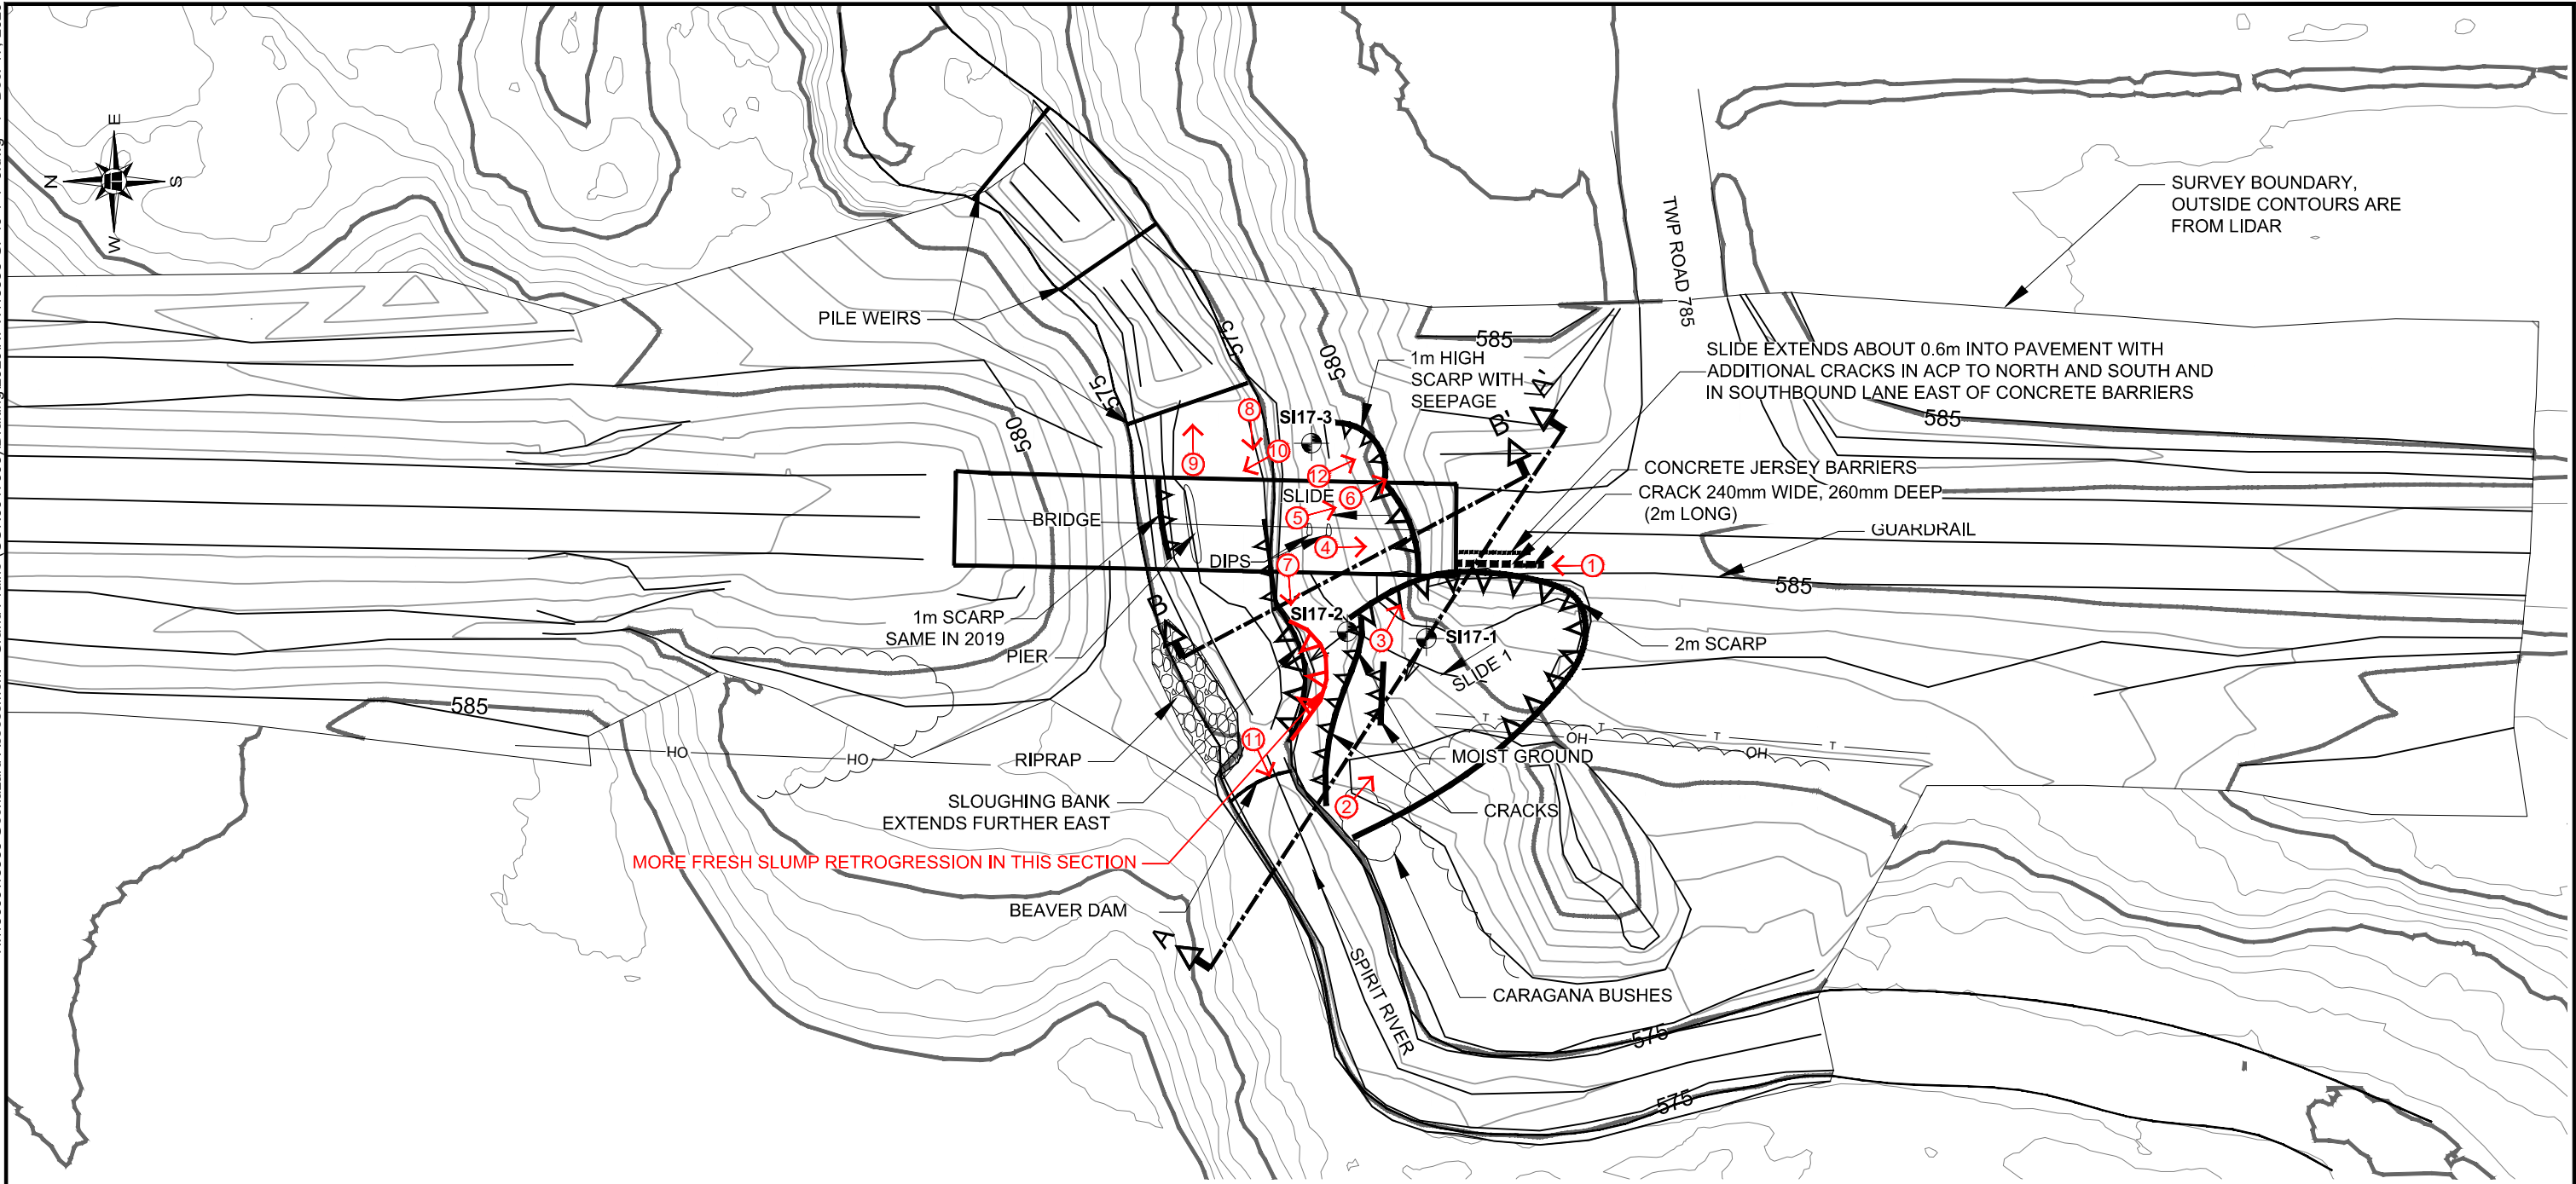 E
N
S
W
SURVEY BOUNDARY,
OUTSIDE CONTOURS ARE
FROM LIDAR
TWP ROAD 785
PILE WEIRS
575
580
585
1m HIGH
SCARP WITH
SEEPAGE
SLIDE EXTENDS ABOUT 0.6m INTO PAVEMENT WITH
ADDITIONAL CRACKS IN ACP TO NORTH AND SOUTH AND
IN SOUTHBOUND LANE EAST OF CONCRETE BARRIERS
575
580
585
A'
B'
8
SI17-3
9
10
12
CONCRETE JERSEY BARRIERS
CRACK 240mm WIDE, 260mm DEEP
(2m LONG)
SLIDE
6
5
BRIDGE
GUARDRAIL
4
DIPS
7
1
585
B
1m SCARP
SAME IN 2019
SI17-2
3
SI17-1
2m SCARP
PIER
SLIDE 1
585
T
T
T
T
HO
HO
OH
OH
11
RIPRAP
MOIST GROUND
SLOUGHING BANK
EXTENDS FURTHER EAST
2
CRACKS
MORE FRESH SLUMP RETROGRESSION IN THIS SECTION
BEAVER DAM
A
SPIRIT RIVER
CARAGANA BUSHES
575
575